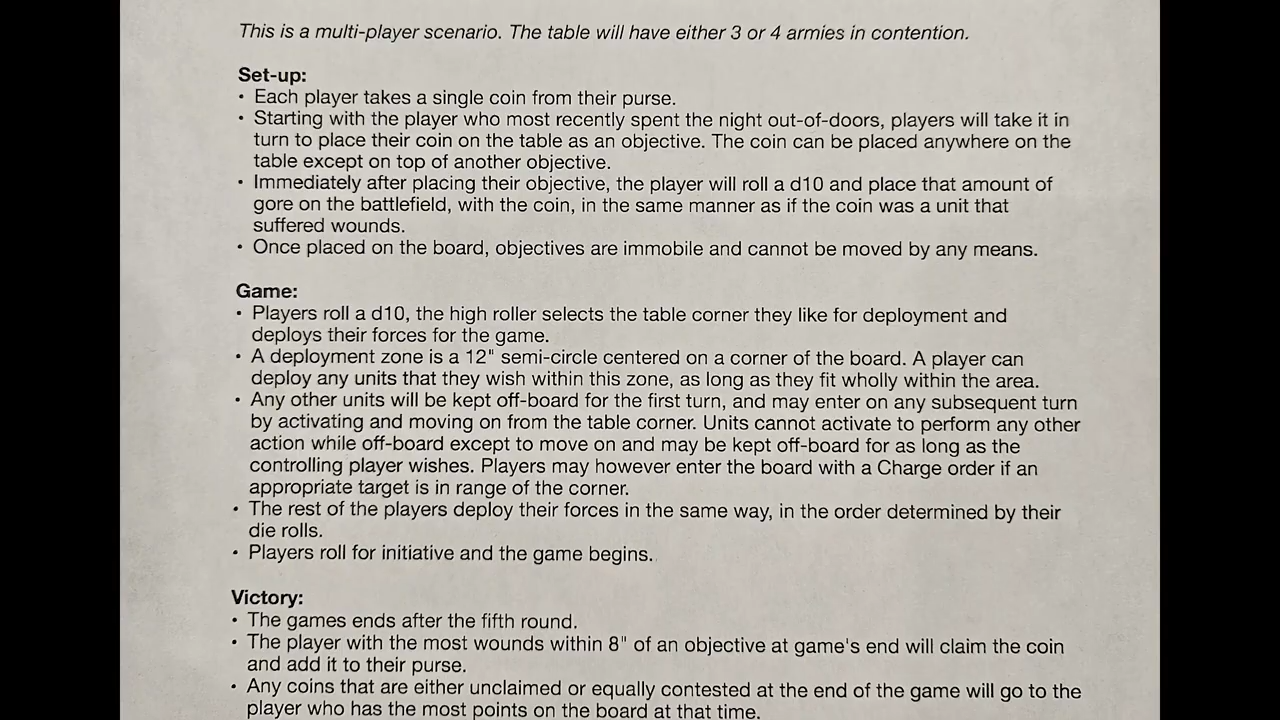 This is a multi-player scenario. The table will have either 3 or 4 armies in contention.
Set-up:
• Each player takes a single coin from their purse.
• Starting with the player who most recently spent the night out-of-doors, players will take it in
turn to place their coin on the table as an objective. The coin can be placed anywhere on the
table except on top of another objective.
• Immediately after placing their objective, the player will roll a d10 and place that amount of
gore on the battlefield, with the coin, in the same manner as if the coin was a unit that
suffered wounds.
• Once placed on the board, objectives are immobile and cannot be moved by any means.
Game:
• Players roll a d10, the high roller selects the table corner they like for deployment and
deploys their forces for the game.
• A deployment zone is a 12" semi-circle centered on a corner of the board. A player can
deploy any units that they wish within this zone, as long as they fit wholly within the area.
• Any other units will be kept off-board for the first turn, and may enter on any subsequent turn
by activating and moving on from the table corner. Units cannot activate to perform any other
action while off-board except to move on and may be kept off-board for as long as the
controlling player wishes. Players may however enter the board with a Charge order if an
appropriate target is in range of the corner.
• The rest of the players deploy their forces in the same way, in the order determined by their
die rolls.
• Players roll for initiative and the game begins.
Victory:
• The games ends after the fifth round.
• The player with the most wounds within 8" of an objective at game's end will claim the coin
and add it to their purse.
• Any coins that are either unclaimed or equally contested at the end of the game will go to the
player who has the most points on the board at that time.